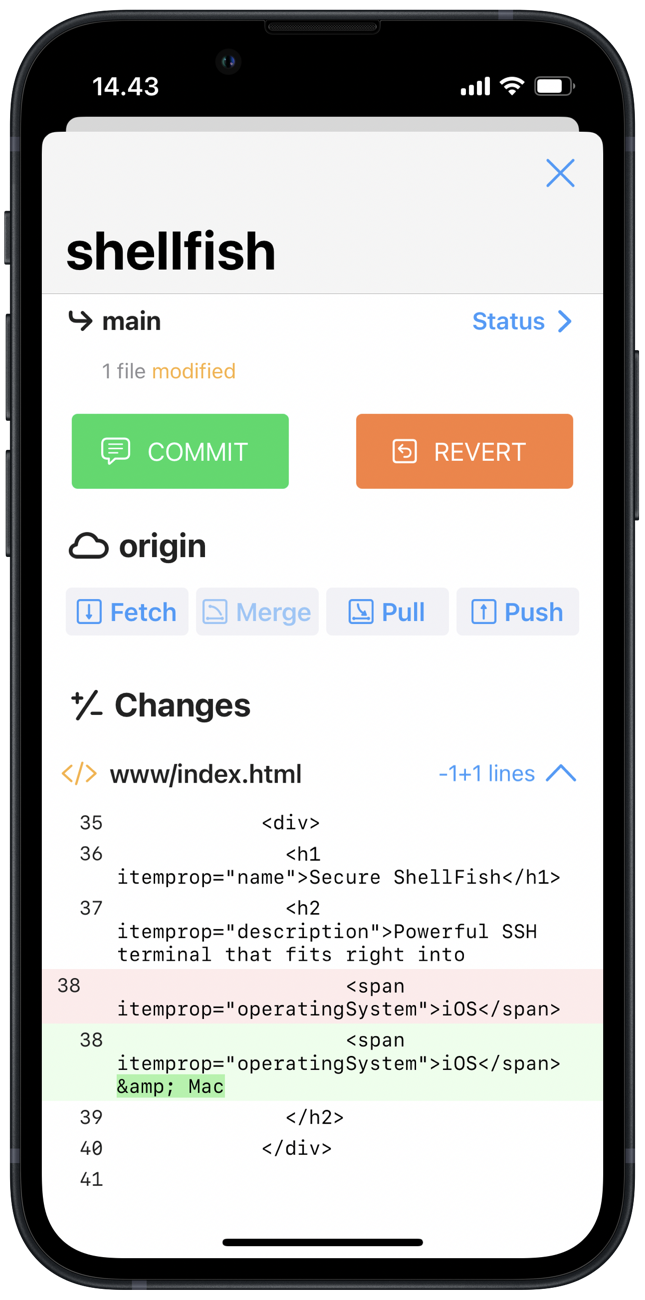 14.43
shellfish
main
Status
1 file modified
COMMIT
REVERT
origin
Fetch
Merge
Pull
Push
+/- Changes
</> www/index.html
-1+1 lines
35 <div>
36 <h1
itemprop="name">Secure ShellFish</h1>
37 <h2
itemprop="description">Powerful SSH
terminal that fits right into
38 <span
itemprop="operatingSystem">iOS</span>
38 <span
itemprop="operatingSystem">iOS</span>
&amp; Mac
39 </h2>
40 </div>
41